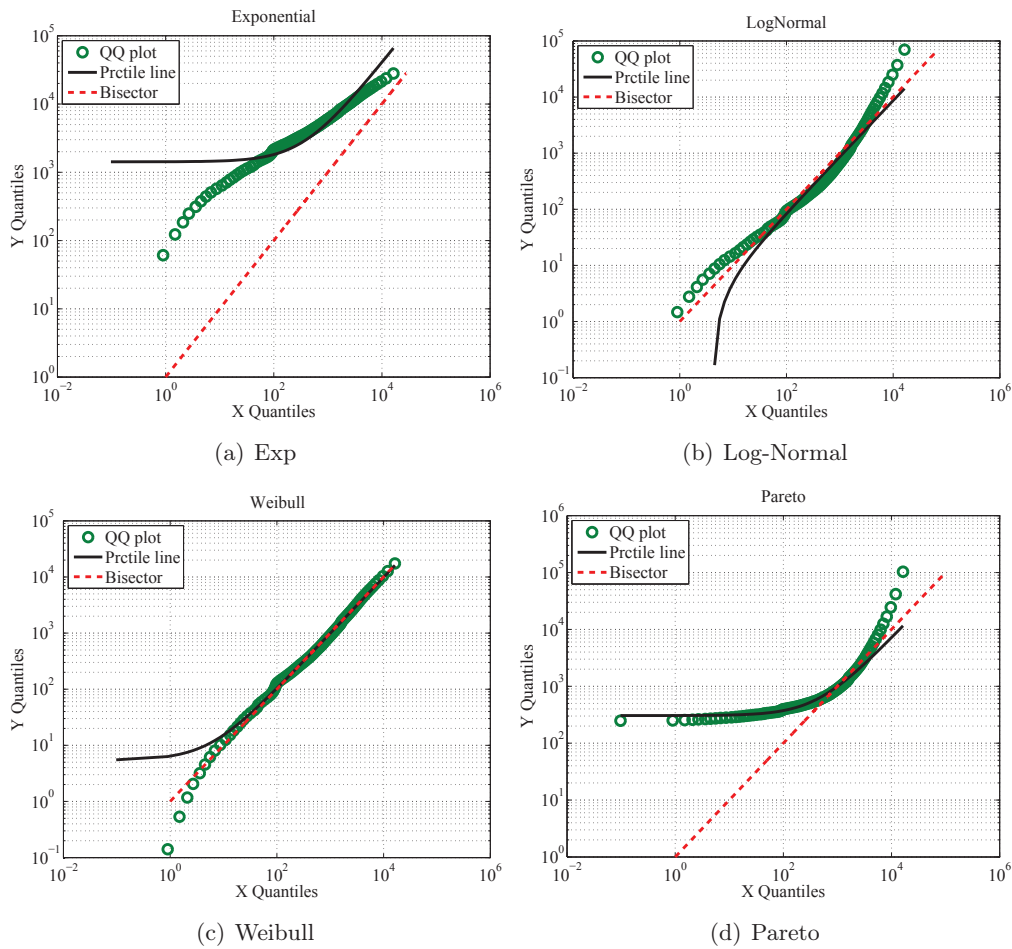 Exponential
10^5
10^4
10^3
10^2
10^1
10^0
Y Quantiles
QQ plot
Prctile line
Bisector
10^-2 10^0 10^2 10^4 10^6
X Quantiles
(a) Exp
LogNormal
10^5
10^4
10^3
10^2
10^1
10^0
10^-1
Y Quantiles
QQ plot
Prctile line
Bisector
10^-2 10^0 10^2 10^4 10^6
X Quantiles
(b) Log-Normal
Weibull
10^5
10^4
10^3
10^2
10^1
10^0
10^-1
Y Quantiles
QQ plot
Prctile line
Bisector
10^-2 10^0 10^2 10^4 10^6
X Quantiles
(c) Weibull
Pareto
10^6
10^5
10^4
10^3
10^2
10^1
10^0
Y Quantiles
QQ plot
Prctile line
Bisector
10^-2 10^0 10^2 10^4 10^6
X Quantiles
(d) Pareto